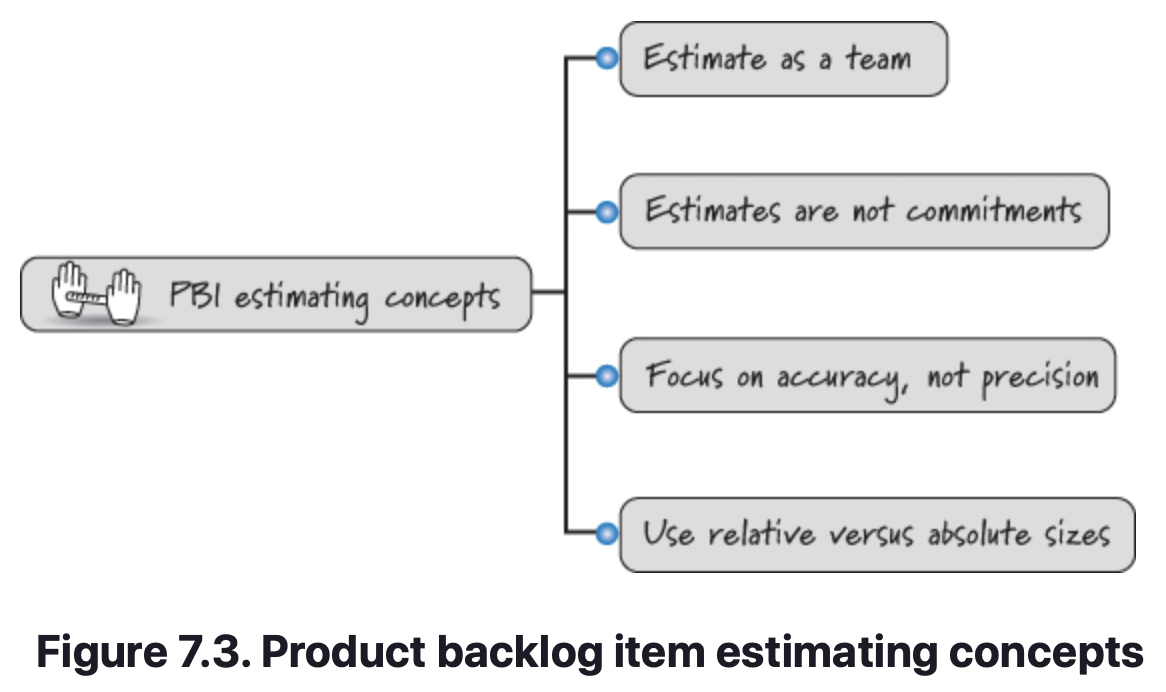 Estimate as a team
Estimates are not commitments
PBI estimating concepts
Focus on accuracy, not precision
Use relative versus absolute sizes
Figure 7.3. Product backlog item estimating concepts